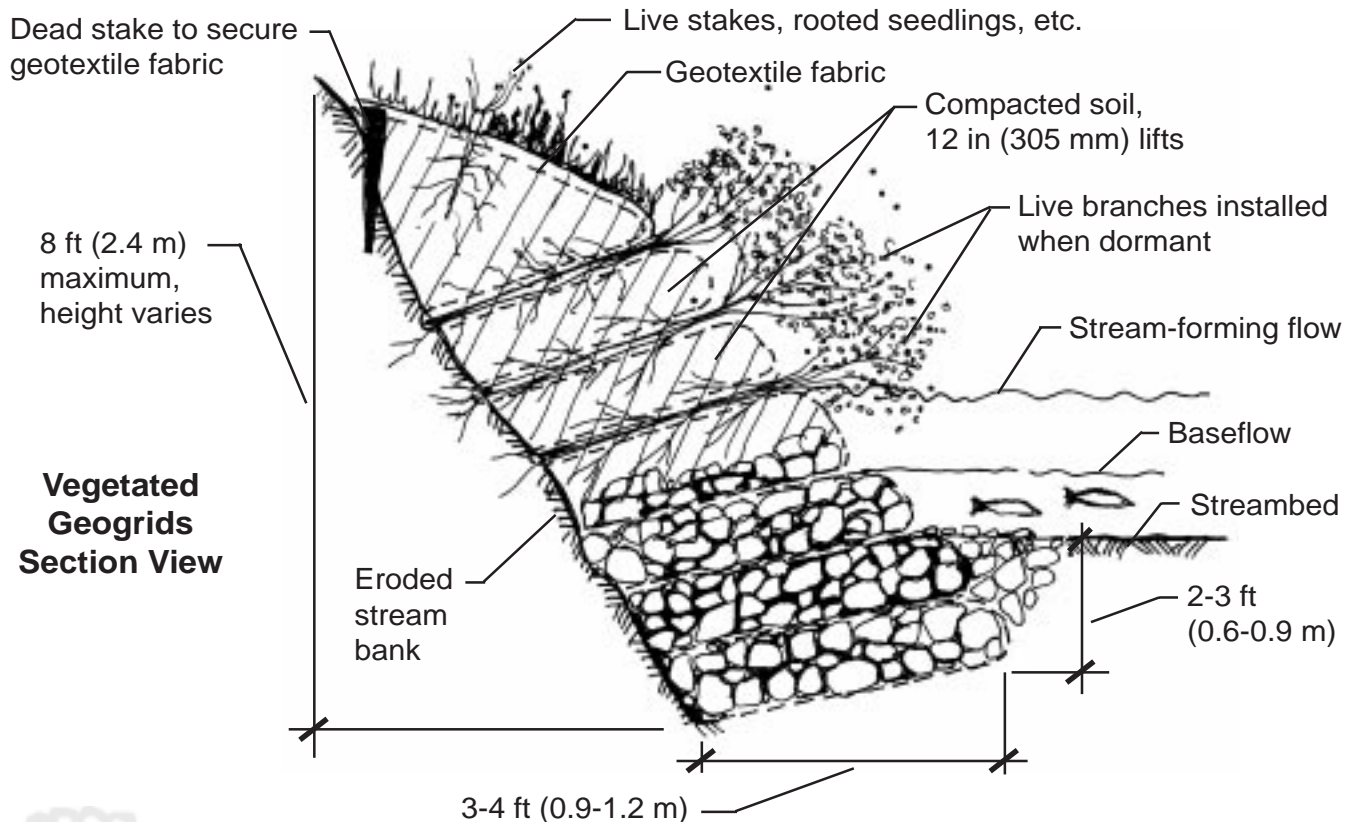 Dead stake to secure
geotextile fabric
Live stakes, rooted seedlings, etc.
Geotextile fabric
Compacted soil,
12 in (305 mm) lifts
Live branches installed
when dormant
8 ft (2.4 m)
maximum,
height varies
Stream-forming flow
Baseflow
Streambed
Vegetated
Geogrids
Section View
Eroded
stream
bank
2-3 ft
(0.6-0.9 m)
3-4 ft (0.9-1.2 m)